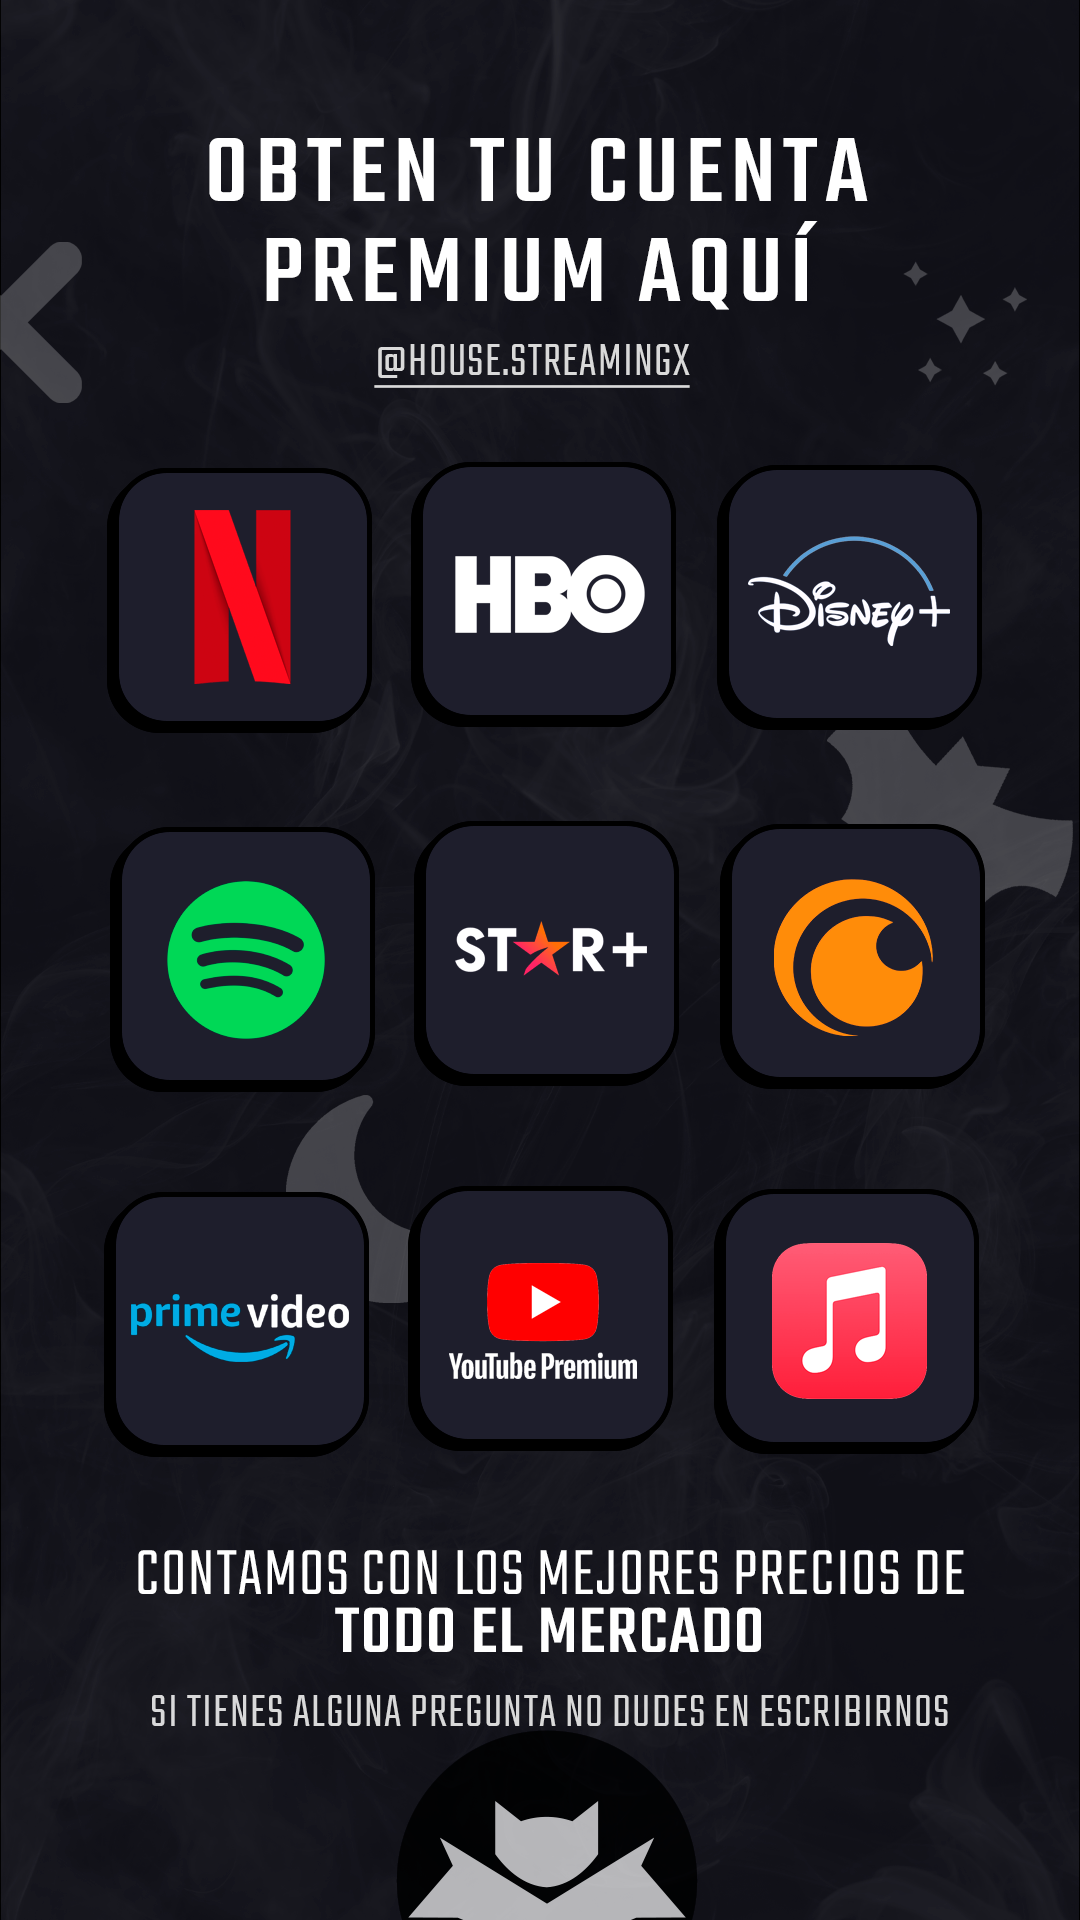 OBTEN TU CUENTA
PREMIUM AQUÍ
@HOUSE.STREAMINGX
N
HBO
Disney+
ST★R+
prime video
YouTube Premium
CONTAMOS CON LOS MEJORES PRECIOS DE
TODO EL MERCADO
SI TIENES ALGUNA PREGUNTA NO DUDES EN ESCRIBIRNOS